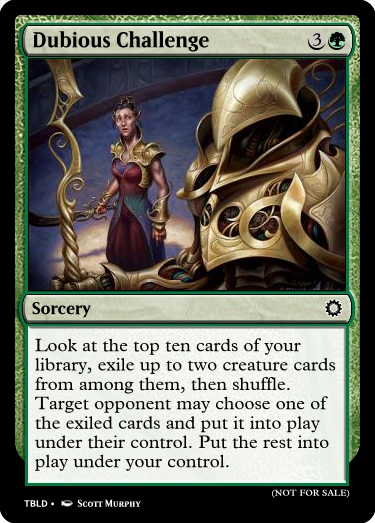 Dubious Challenge 3
Sorcery
Look at the top ten cards of your
library, exile up to two creature cards
from among them, then shuffle.
Target opponent may choose one of
the exiled cards and put it into play
under their control. Put the rest into
play under your control.
TBLD • Scott Murphy
(NOT FOR SALE)